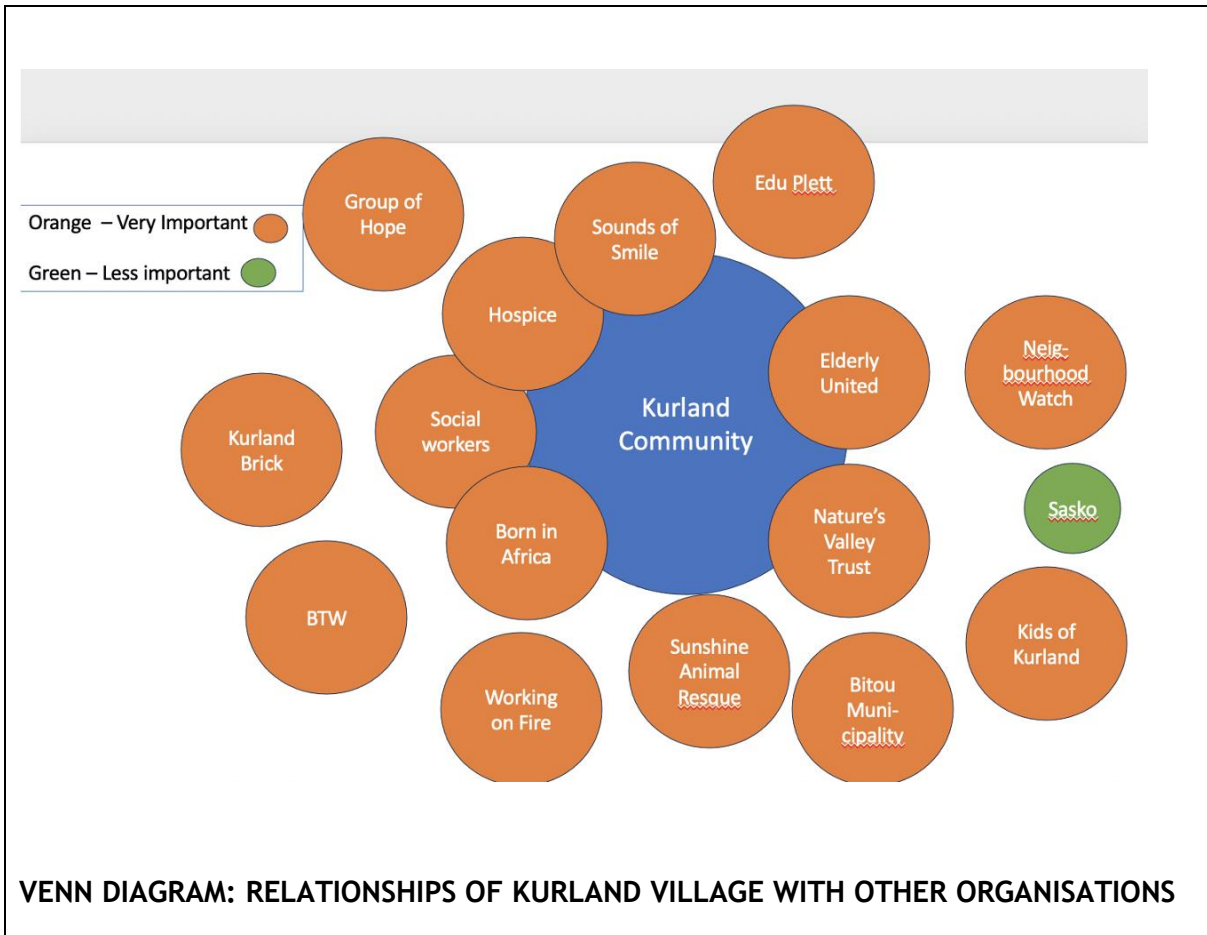 Edu Plett
Group of
Hope
Sounds of
Smile
Orange – Very Important
Green – Less important
Hospice
Elderly
United
Neig-
bourhood
Watch
Kurland
Community
Social
workers
Kurland
Brick
Sasko
Nature's
Valley
Trust
Born in
Africa
BTW
Kids of
Kurland
Sunshine
Animal
Resque
Working
on Fire
Bitou
Muni-
cipality
VENN DIAGRAM: RELATIONSHIPS OF KURLAND VILLAGE WITH OTHER ORGANISATIONS